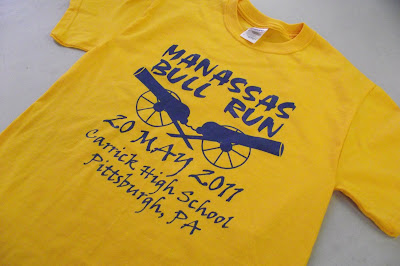 MANASSAS
BULL RUN
20 MAY 2011
Carrick High School
Pittsburgh, PA